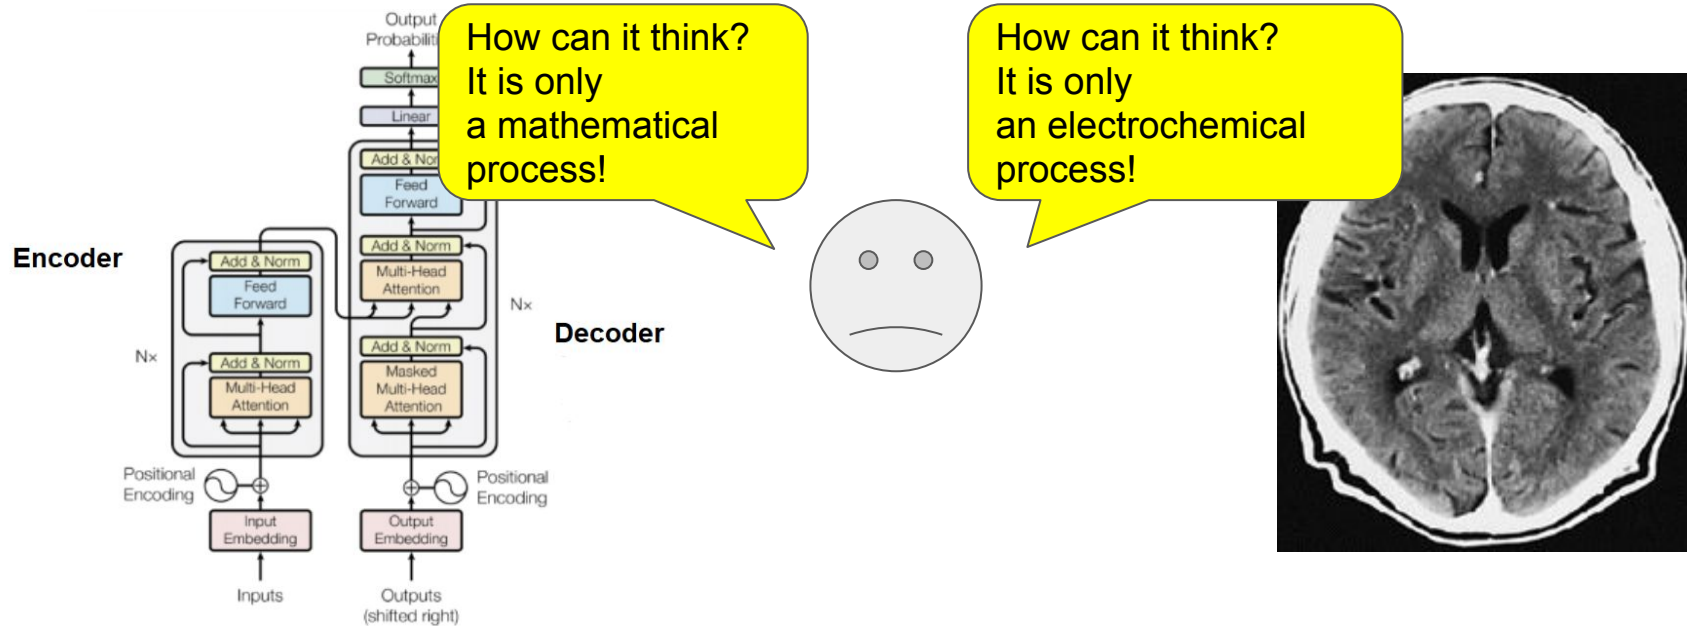 Output
Probabiliti
Softmax
Linear
Add & Nor
Feed
Forward
Add & Norm
Multi-Head
Attention
Add & Norm
Masked
Multi-Head
Attention
Nx
Decoder
Positional
Encoding
Output
Embedding
Outputs
(shifted right)
Encoder
Add & Norm
Feed
Forward
Add & Norm
Multi-Head
Attention
Nx
Positional
Encoding
Input
Embedding
Inputs
How can it think?
It is only
a mathematical
process!
How can it think?
It is only
an electrochemical
process!